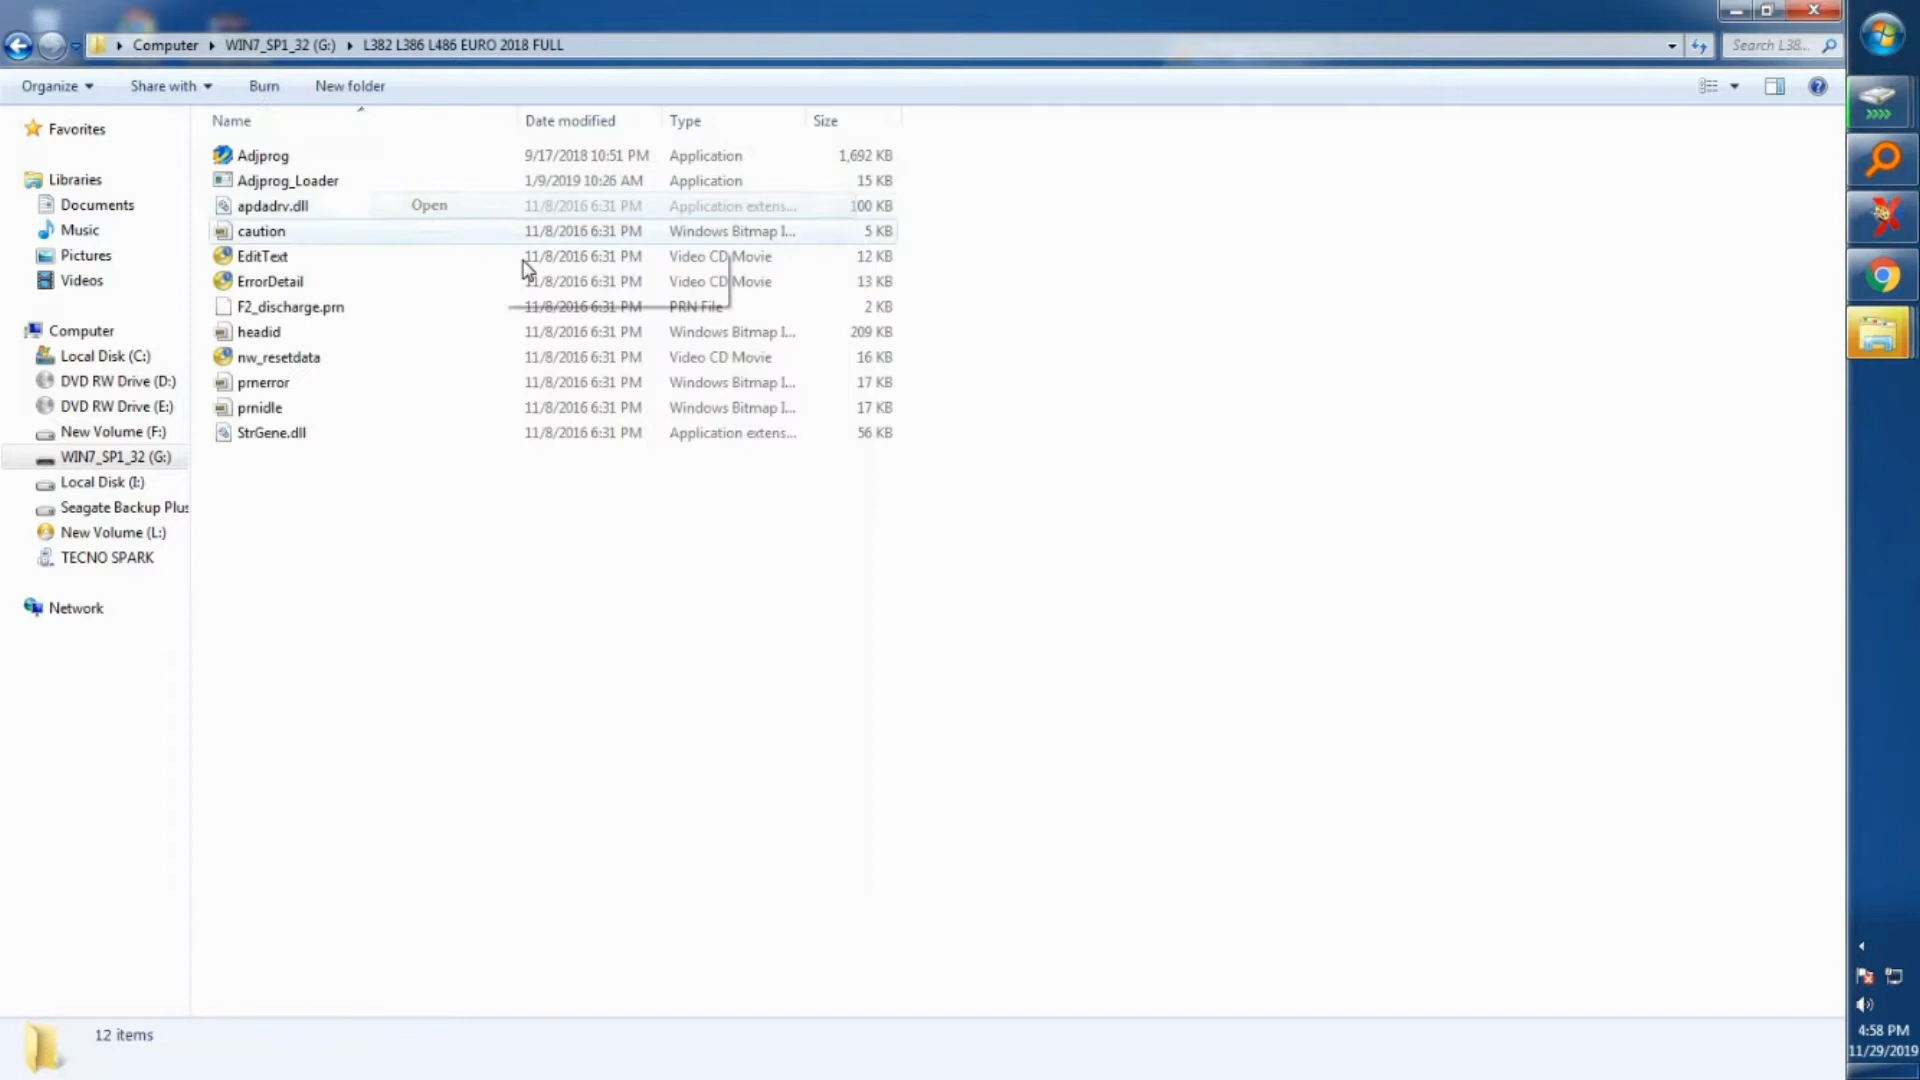 Computer WIN7_SP1_32 (G:) L382 L386 L486 EURO 2018 FULL Search L38...
Organize Share with Burn New folder
Name Date modified Type Size
Favorites
Libraries
Documents
Music
Pictures
Videos
Computer
Local Disk (C:)
DVD RW Drive (D:)
DVD RW Drive (E:)
New Volume (F:)
WIN7_SP1_32 (G:)
Local Disk (I:)
Seagate Backup Plus
New Volume (L:)
TECNO SPARK
Network
Adjprog 9/17/2018 10:51 PM Application 1,692 KB
Adjprog_Loader 1/9/2019 10:26 AM Application 15 KB
apdadrv.dll Open 11/8/2016 6:31 PM Application extens... 100 KB
caution 11/8/2016 6:31 PM Windows Bitmap I... 5 KB
EditText 11/8/2016 6:31 PM Video CD Movie 12 KB
ErrorDetail 11/8/2016 6:31 PM Video CD Movie 13 KB
F2_discharge.prn 11/8/2016 6:31 PM PRN File 2 KB
headid 11/8/2016 6:31 PM Windows Bitmap I... 209 KB
nw_resetdata 11/8/2016 6:31 PM Video CD Movie 16 KB
prnerror 11/8/2016 6:31 PM Windows Bitmap I... 17 KB
prnidle 11/8/2016 6:31 PM Windows Bitmap I... 17 KB
StrGene.dll 11/8/2016 6:31 PM Application extens... 56 KB
12 items
4:58 PM
11/29/2019